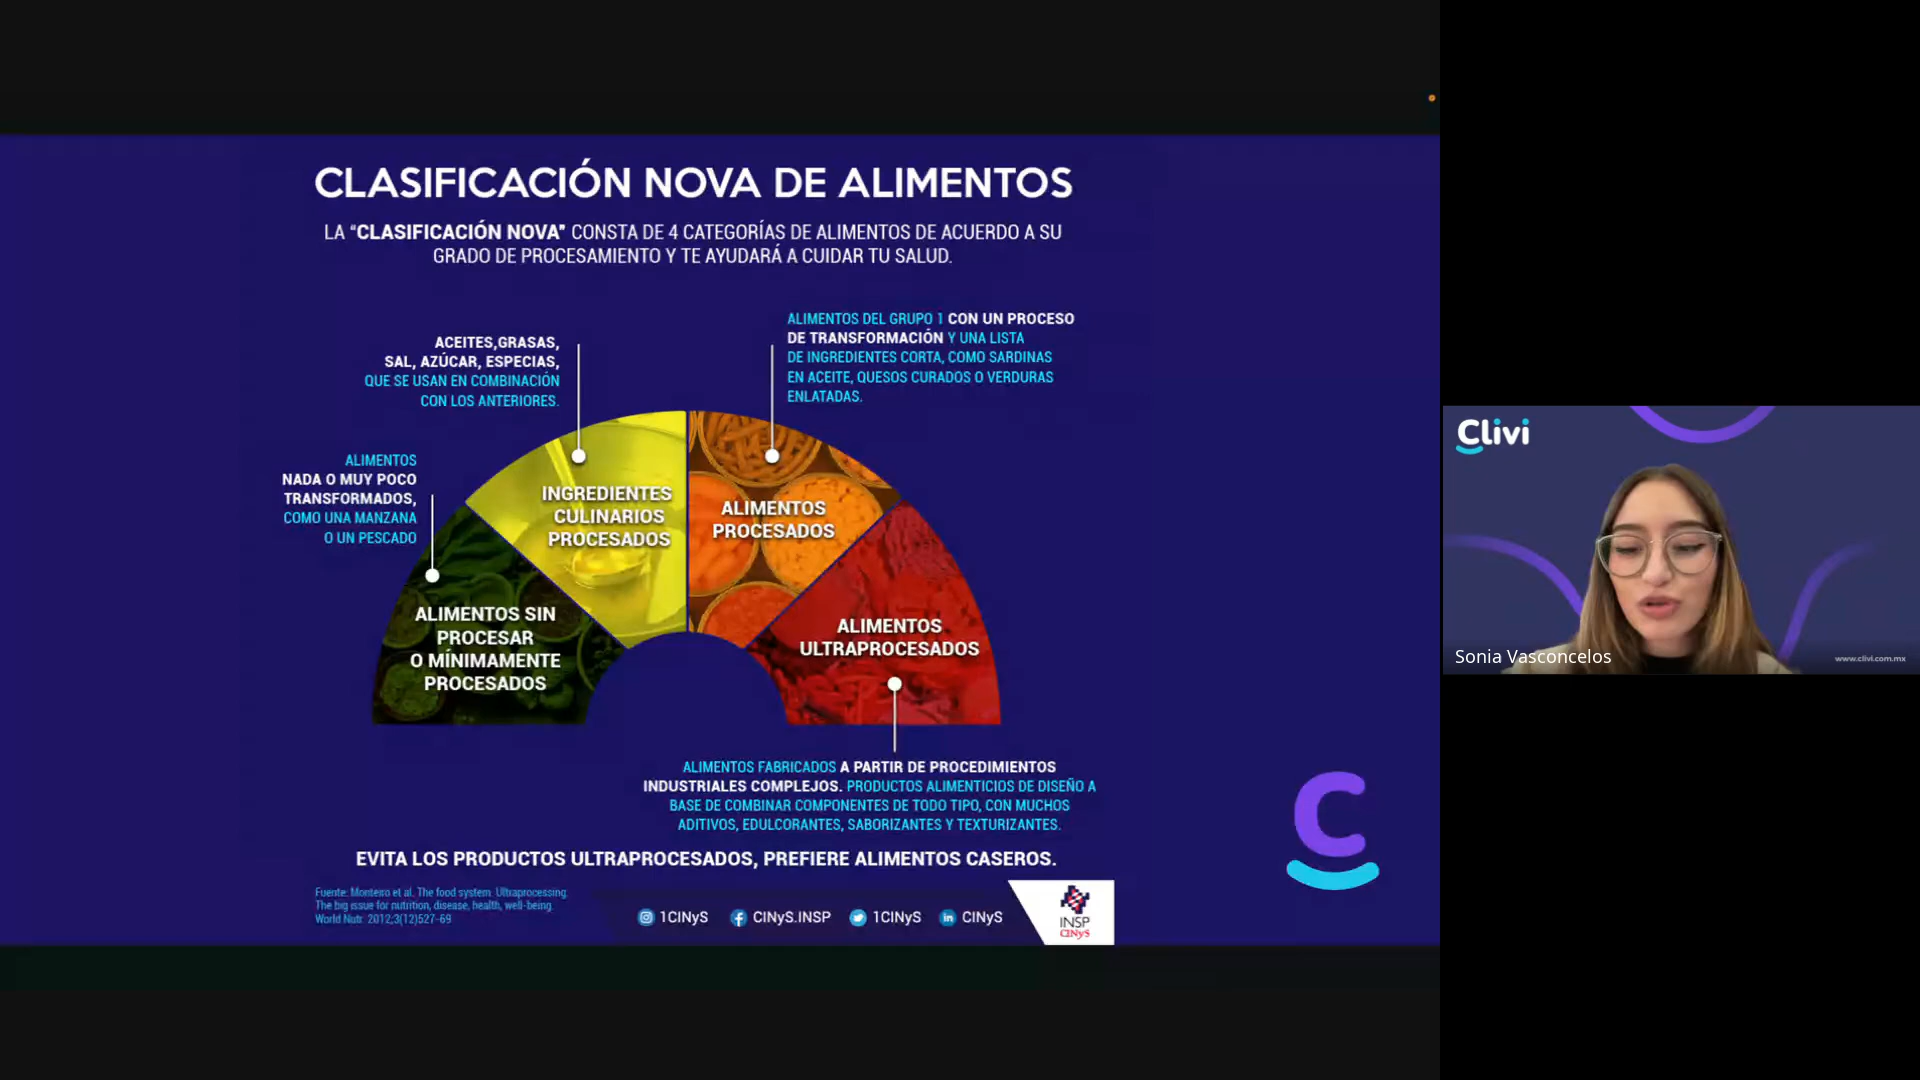 CLASIFICACIÓN NOVA DE ALIMENTOS
LA “CLASIFICACIÓN NOVA” CONSTA DE 4 CATEGORÍAS DE ALIMENTOS DE ACUERDO A SU
GRADO DE PROCESAMIENTO Y TE AYUDARÁ A CUIDAR TU SALUD.
ALIMENTOS
NADA O MUY POCO
TRANSFORMADOS,
COMO UNA MANZANA
O UN PESCADO
ACEITES,GRASAS,
SAL, AZÚCAR, ESPECIAS,
QUE SE USAN EN COMBINACIÓN
CON LOS ANTERIORES.
ALIMENTOS DEL GRUPO 1 CON UN PROCESO
DE TRANSFORMACIÓN Y UNA LISTA
DE INGREDIENTES CORTA, COMO SARDINAS
EN ACEITE, QUESOS CURADOS O VERDURAS
ENLATADAS.
ALIMENTOS SIN
PROCESAR
O MÍNIMAMENTE
PROCESADOS
INGREDIENTES
CULINARIOS
PROCESADOS
ALIMENTOS
PROCESADOS
ALIMENTOS
ULTRAPROCESADOS
ALIMENTOS FABRICADOS A PARTIR DE PROCEDIMIENTOS
INDUSTRIALES COMPLEJOS. PRODUCTOS ALIMENTICIOS DE DISEÑO A
BASE DE COMBINAR COMPONENTES DE TODO TIPO, CON MUCHOS
ADITIVOS, EDULCORANTES, SABORIZANTES Y TEXTURIZANTES.
EVITA LOS PRODUCTOS ULTRAPROCESADOS, PREFIERE ALIMENTOS CASEROS.
Fuente: Monteiro et al. The food system. Ultraprocessing.
The big issue for nutrition, disease, health, well-being.
World Nutr. 2012;3(12)527-69
1CINyS CINyS.INSP 1CINyS CINyS
INSP
CINyS
C
Clivi
Sonia Vasconcelos
www.clivi.com.mx